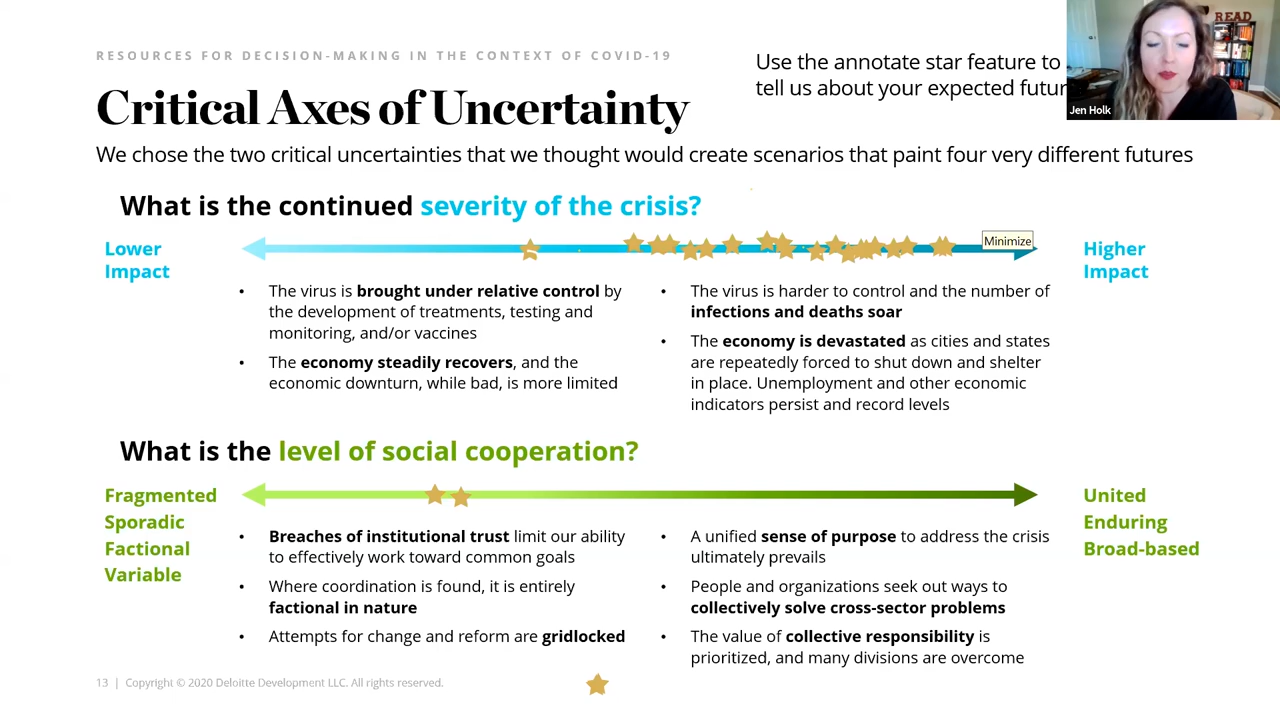 RESOURCES FOR DECISION-MAKING IN THE CONTEXT OF COVID-19
Use the annotate star feature to
tell us about your expected futur
READ
Jen Holk
Critical Axes of Uncertainty
We chose the two critical uncertainties that we thought would create scenarios that paint four very different futures
What is the continued severity of the crisis?
Lower
Impact
Minimize
Higher
Impact
• The virus is brought under relative control by
the development of treatments, testing and
monitoring, and/or vaccines
• The economy steadily recovers, and the
economic downturn, while bad, is more limited
• The virus is harder to control and the number of
infections and deaths soar
• The economy is devastated as cities and states
are repeatedly forced to shut down and shelter
in place. Unemployment and other economic
indicators persist and record levels
What is the level of social cooperation?
Fragmented
Sporadic
Factional
Variable
United
Enduring
Broad-based
• Breaches of institutional trust limit our ability
to effectively work toward common goals
• Where coordination is found, it is entirely
factional in nature
• Attempts for change and reform are gridlocked
• A unified sense of purpose to address the crisis
ultimately prevails
• People and organizations seek out ways to
collectively solve cross-sector problems
• The value of collective responsibility is
prioritized, and many divisions are overcome
13 | Copyright © 2020 Deloitte Development LLC. All rights reserved.